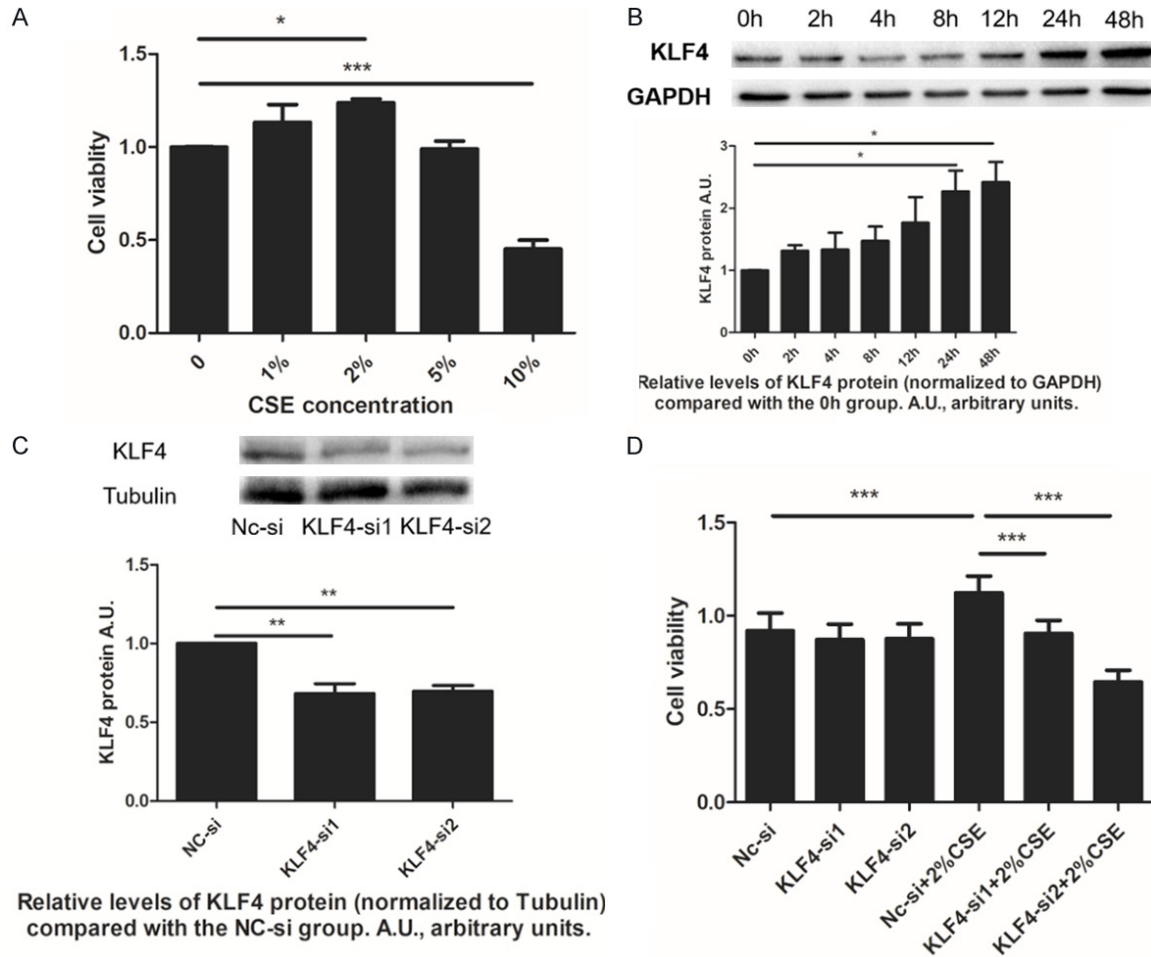 A
*
***
1.5
1.0
0.5
0.0
Cell viablity
0 1% 2% 5% 10%
CSE concentration
B
0h 2h 4h 8h 12h 24h 48h
KLF4
GAPDH
*
*
3
2
1
0
KLF4 protein A.U.
0h 2h 4h 8h 12h 24h 48h
Relative levels of KLF4 protein (normalized to GAPDH)
compared with the 0h group. A.U., arbitrary units.
C
KLF4
Tubulin
Nc-si KLF4-si1 KLF4-si2
**
**
1.5
1.0
0.5
0.0
KLF4 protein A.U.
NC-si KLF4-si1 KLF4-si2
Relative levels of KLF4 protein (normalized to Tubulin)
compared with the NC-si group. A.U., arbitrary units.
D
*** ***
***
1.5
1.0
0.5
0.0
Cell viability
Nc-si KLF4-si1 KLF4-si2 Nc-si+2%CSE KLF4-si1+2%CSE KLF4-si2+2%CSE